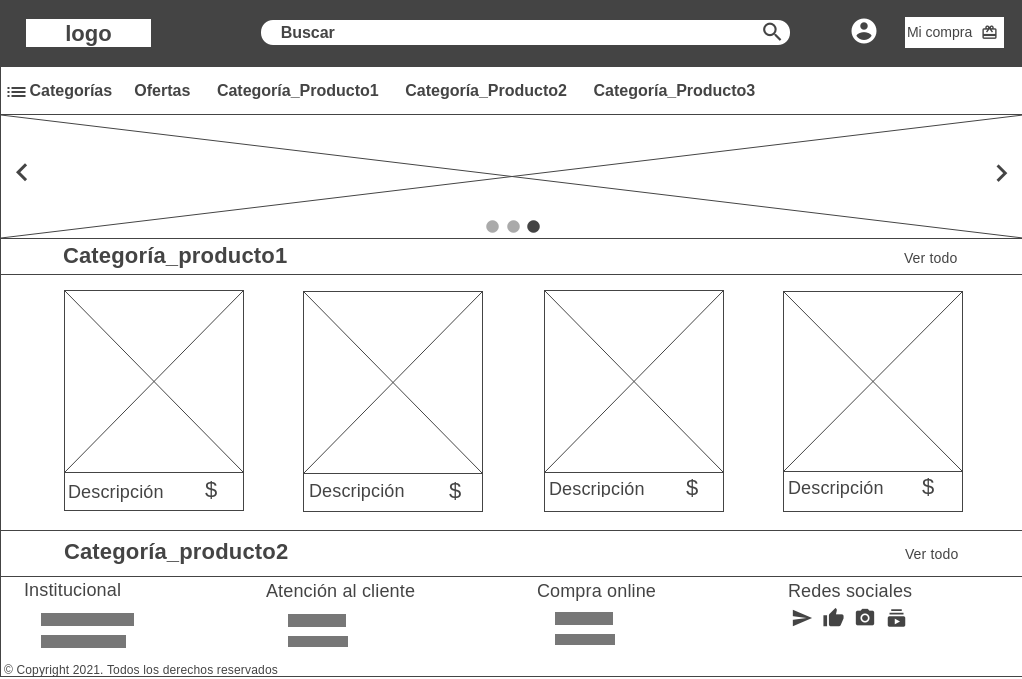 logo
Buscar
Mi compra
Categorías Ofertas Categoría_Producto1 Categoría_Producto2 Categoría_Producto3
Categoría_producto1
Ver todo
Descripción $
Descripción $
Descripción $
Descripción $
Categoría_producto2
Ver todo
Institucional
Atención al cliente
Compra online
Redes sociales
© Copyright 2021. Todos los derechos reservados